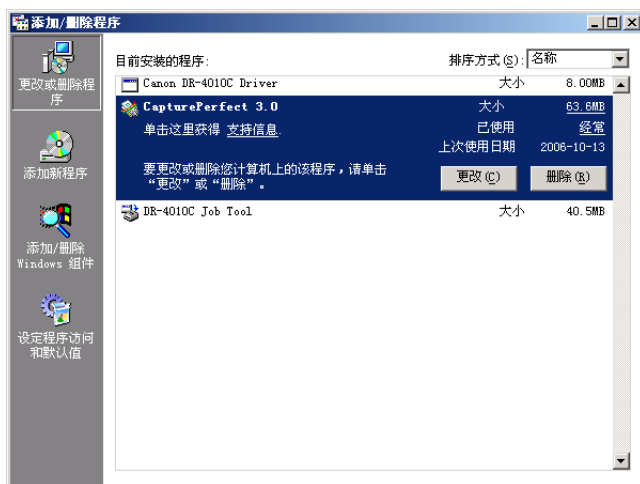 添加/删除程序
更改或删除程序
添加新程序
添加/删除 Windows 组件
设定程序访问和默认值
目前安装的程序:
排序方式(S): 名称
Canon DR-4010C Driver 大小 8.00MB
CapturePerfect 3.0 大小 63.6MB
单击这里获得 支持信息. 已使用 经常
上次使用日期 2006-10-13
要更改或删除您计算机上的该程序，请单击
“更改”或“删除”。
更改(C) 删除(R)
DR-4010C Job Tool 大小 40.5MB